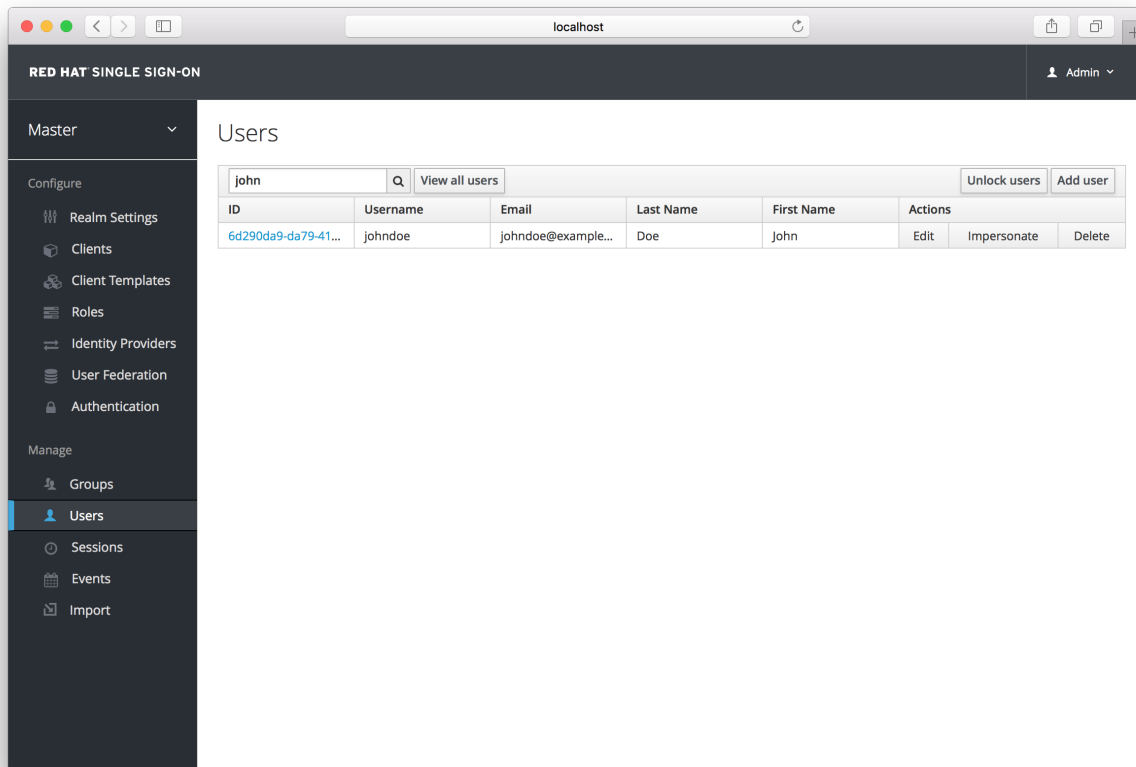 localhost
RED HAT SINGLE SIGN-ON
Admin
Master
Configure
Realm Settings
Clients
Client Templates
Roles
Identity Providers
User Federation
Authentication
Manage
Groups
Users
Sessions
Events
Import
Users
john View all users Unlock users Add user
ID Username Email Last Name First Name Actions
6d290da9-da79-41... johndoe johndoe@example... Doe John Edit Impersonate Delete